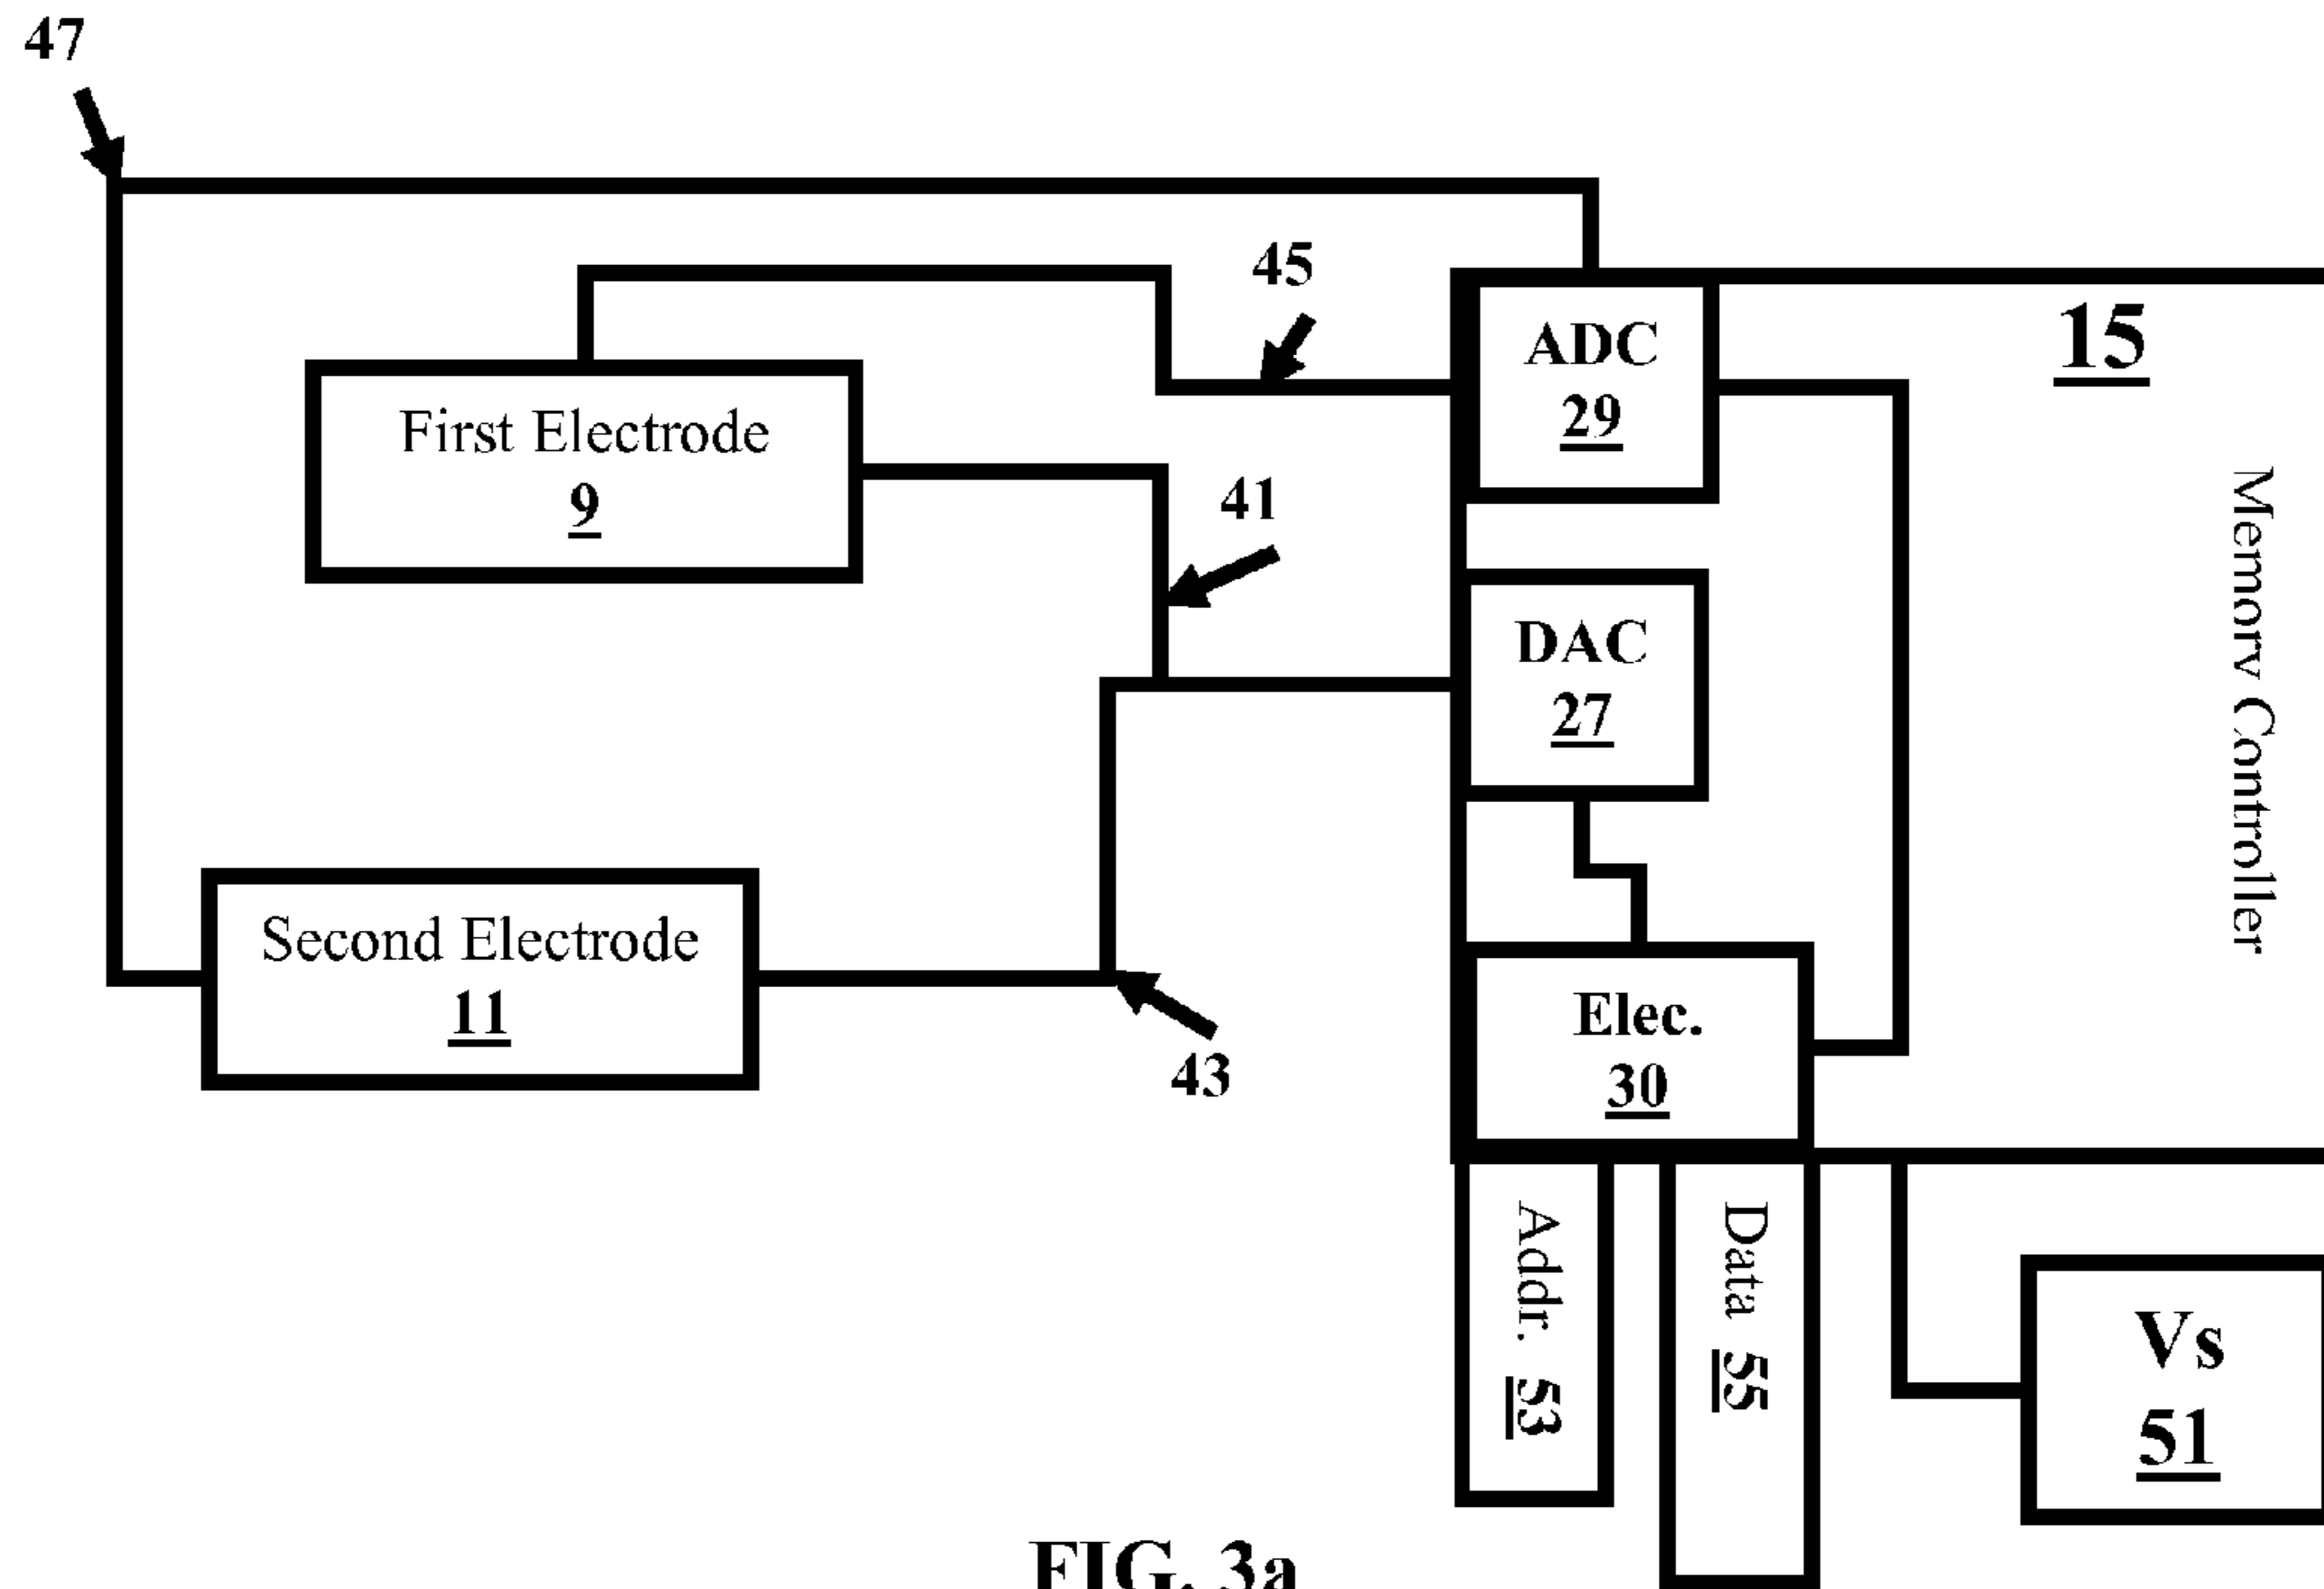 47
45
15
ADC
29
First Electrode
9
41
Memory Controller
DAC
27
Second Electrode
11
Elec.
30
43
Addr. 53
Data 55
Vs
51
FIG. 3a